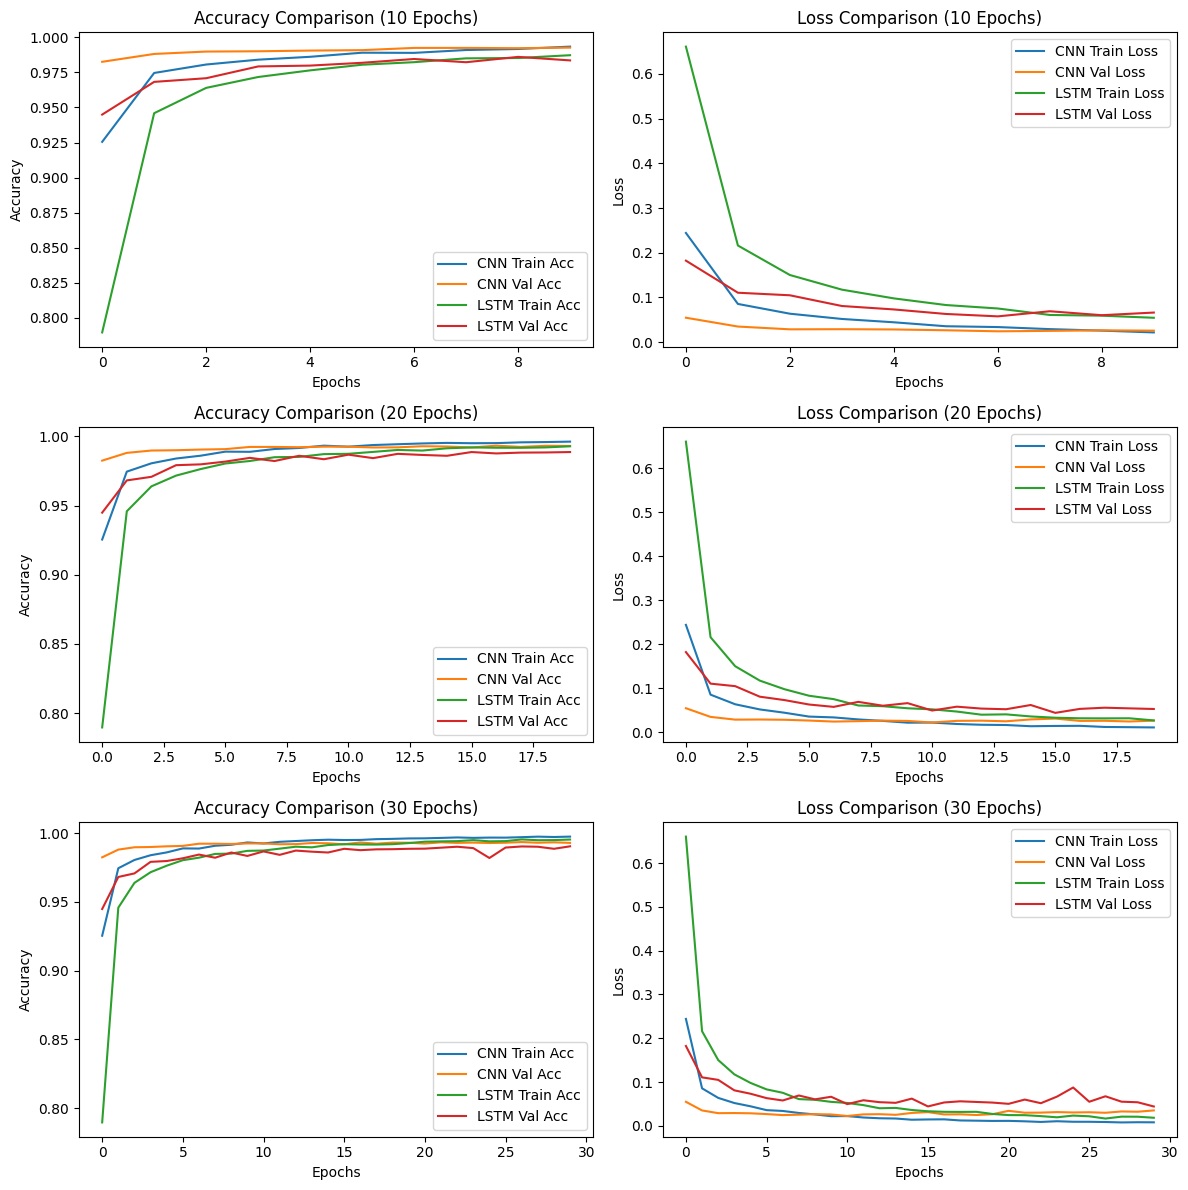 Accuracy Comparison (10 Epochs)
1.000
0.975
0.950
0.925
0.900
0.875
0.850
0.825
0.800
Accuracy
CNN Train Acc
CNN Val Acc
LSTM Train Acc
LSTM Val Acc
0 2 4 6 8
Epochs
Loss Comparison (10 Epochs)
0.6
0.5
0.4
0.3
0.2
0.1
0.0
Loss
CNN Train Loss
CNN Val Loss
LSTM Train Loss
LSTM Val Loss
0 2 4 6 8
Epochs
Accuracy Comparison (20 Epochs)
1.00
0.95
0.90
0.85
0.80
Accuracy
CNN Train Acc
CNN Val Acc
LSTM Train Acc
LSTM Val Acc
0.0 2.5 5.0 7.5 10.0 12.5 15.0 17.5
Epochs
Loss Comparison (20 Epochs)
0.6
0.5
0.4
0.3
0.2
0.1
0.0
Loss
CNN Train Loss
CNN Val Loss
LSTM Train Loss
LSTM Val Loss
0.0 2.5 5.0 7.5 10.0 12.5 15.0 17.5
Epochs
Accuracy Comparison (30 Epochs)
1.00
0.95
0.90
0.85
0.80
Accuracy
CNN Train Acc
CNN Val Acc
LSTM Train Acc
LSTM Val Acc
0 5 10 15 20 25 30
Epochs
Loss Comparison (30 Epochs)
0.6
0.5
0.4
0.3
0.2
0.1
0.0
Loss
CNN Train Loss
CNN Val Loss
LSTM Train Loss
LSTM Val Loss
0 5 10 15 20 25 30
Epochs